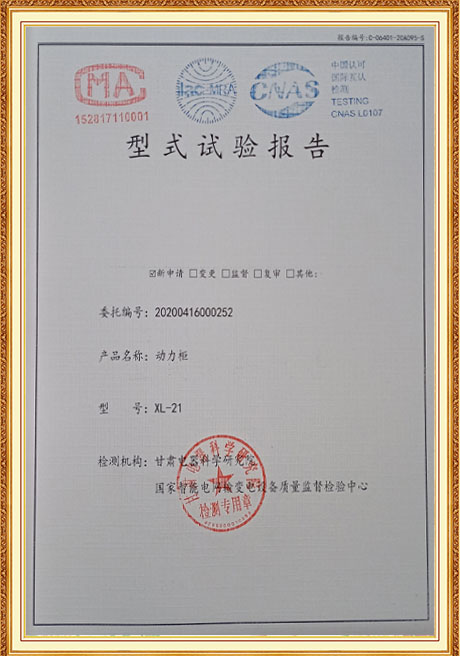 报告编号:C-06401-20A095-S
CMA
152817110001
ilac-MRA
CNAS
中国认可
国际互认
检测
TESTING
CNAS L0107
型式试验报告
☑新申请 □变更 □监督 □复审 □其他:
委托编号: 20200416000252
产品名称: 动力柜
型 号: XL-21
检测机构: 甘肃电器科学研究院
国家智能电网输变电设备质量监督检验中心
检测专用章